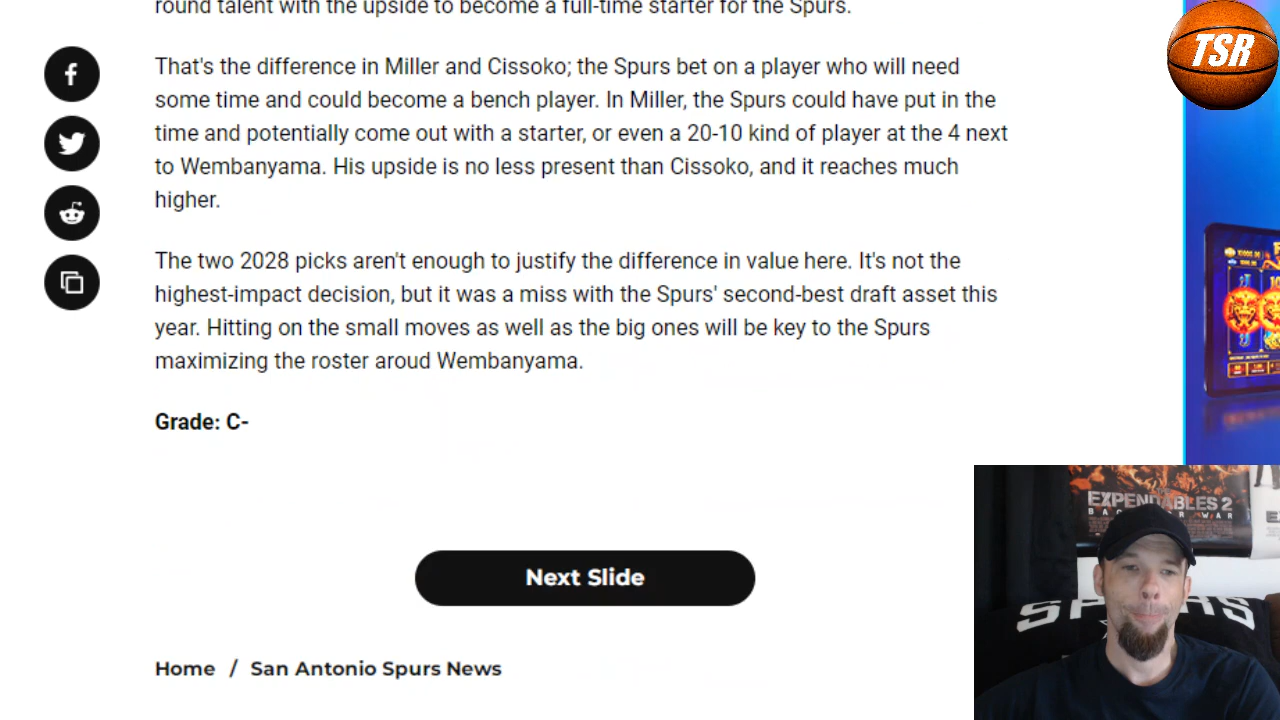 round talent with the upside to become a full-time starter for the Spurs.
TSR
That's the difference in Miller and Cissoko; the Spurs bet on a player who will need
some time and could become a bench player. In Miller, the Spurs could have put in the
time and potentially come out with a starter, or even a 20-10 kind of player at the 4 next
to Wembanyama. His upside is no less present than Cissoko, and it reaches much
higher.
The two 2028 picks aren't enough to justify the difference in value here. It's not the
highest-impact decision, but it was a miss with the Spurs' second-best draft asset this
year. Hitting on the small moves as well as the big ones will be key to the Spurs
maximizing the roster aroud Wembanyama.
Grade: C-
Next Slide
Home / San Antonio Spurs News
EXPENDABLES 2
WAR
SPURS